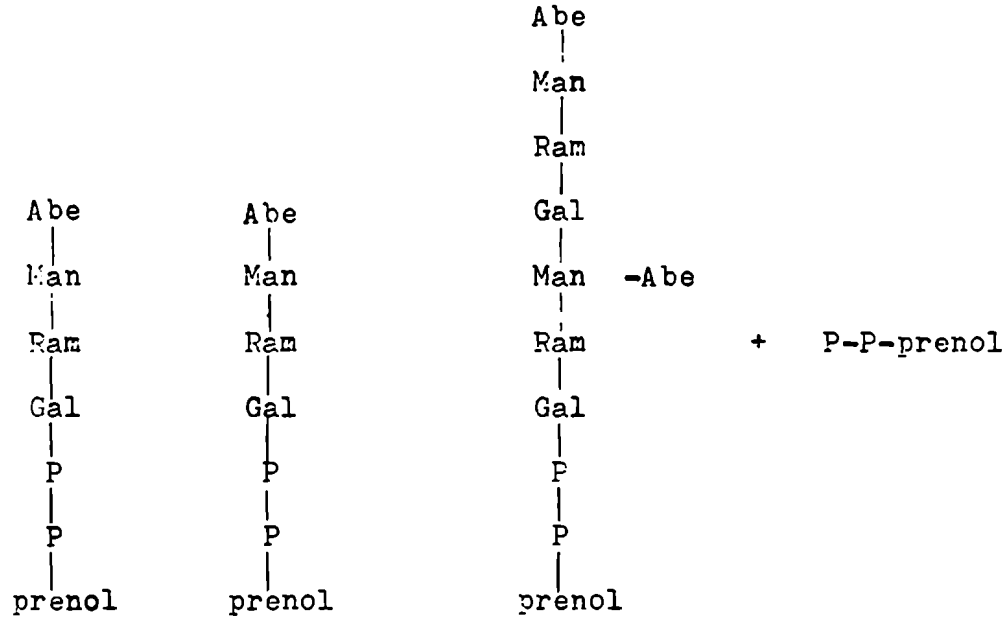 Abe
Man
Ram
Abe Abe Gal
Man Man Man -Abe
Ram Ram Ram + P-P-prenol
Gal Gal Gal
P P P
P P P
prenol prenol prenol